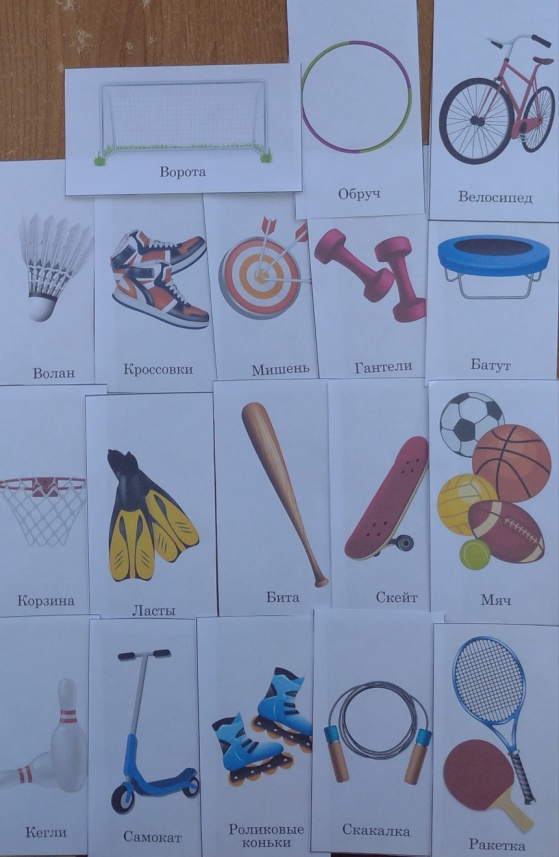 Ворота
Обруч
Велосипед
Волан
Кроссовки
Мишень
Гантели
Батут
Корзина
Ласты
Бита
Скейт
Мяч
Кегли
Самокат
Роликовые
коньки
Скакалка
Ракетка